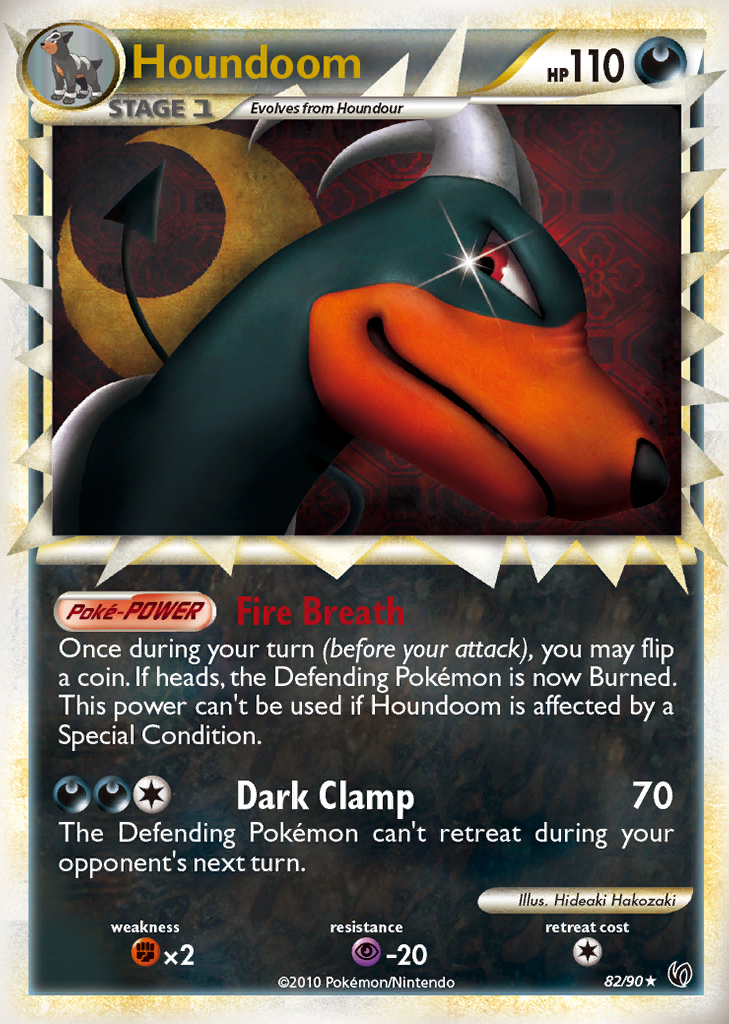 Houndoom
HP110
STAGE 1
Evolves from Houndour
Poké-POWER Fire Breath
Once during your turn (before your attack), you may flip
a coin. If heads, the Defending Pokémon is now Burned.
This power can't be used if Houndoom is affected by a
Special Condition.
Dark Clamp 70
The Defending Pokémon can't retreat during your
opponent's next turn.
Illus. Hideaki Hakozaki
weakness resistance retreat cost
×2 -20
©2010 Pokémon/Nintendo
82/90★